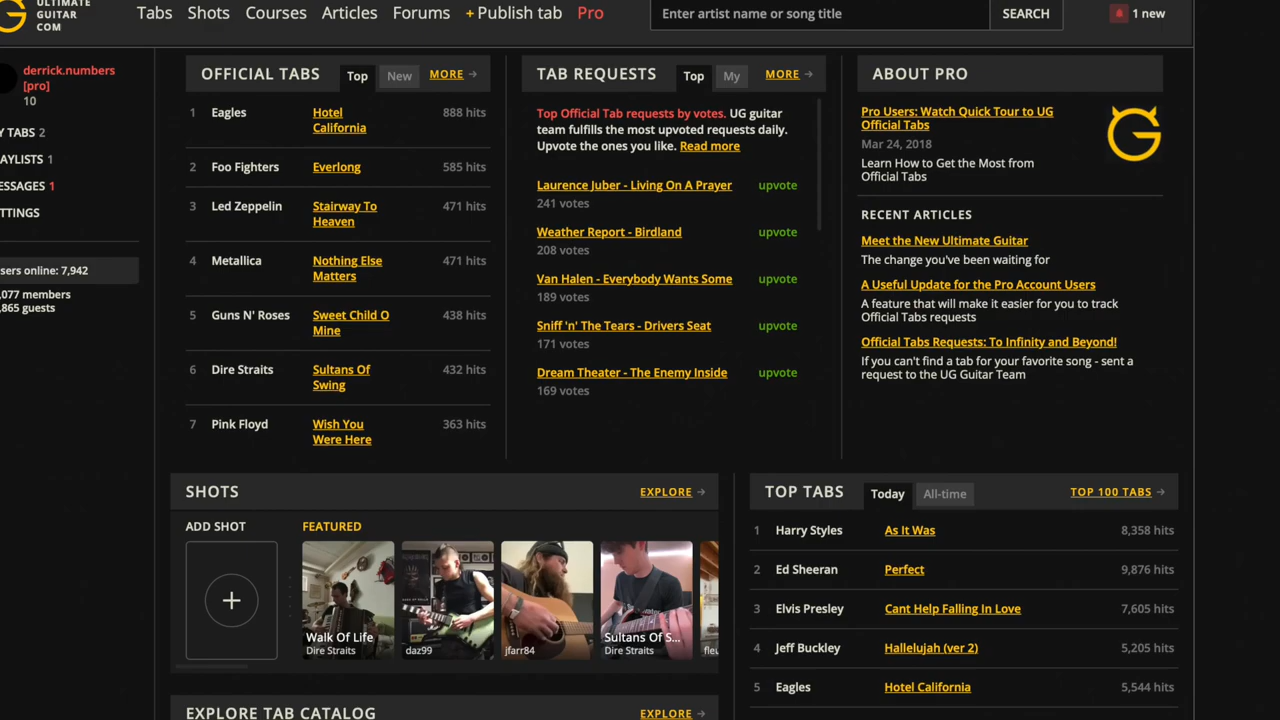 ULTIMATE
GUITAR
COM
Tabs Shots Courses Articles Forums + Publish tab Pro
Enter artist name or song title SEARCH
1 new
derrick.numbers
[pro]
10
Y TABS 2
AYLISTS 1
ESSAGES 1
TTINGS
sers online: 7,942
,077 members
,865 guests
OFFICIAL TABS Top New MORE →
1 Eagles Hotel California 888 hits
2 Foo Fighters Everlong 585 hits
3 Led Zeppelin Stairway To Heaven 471 hits
4 Metallica Nothing Else Matters 471 hits
5 Guns N' Roses Sweet Child O Mine 438 hits
6 Dire Straits Sultans Of Swing 432 hits
7 Pink Floyd Wish You Were Here 363 hits
TAB REQUESTS Top My MORE →
Top Official Tab requests by votes. UG guitar
team fulfills the most upvoted requests daily.
Upvote the ones you like. Read more
Laurence Juber - Living On A Prayer upvote
241 votes
Weather Report - Birdland upvote
208 votes
Van Halen - Everybody Wants Some upvote
189 votes
Sniff 'n' The Tears - Drivers Seat upvote
171 votes
Dream Theater - The Enemy Inside upvote
169 votes
ABOUT PRO
Pro Users: Watch Quick Tour to UG
Official Tabs
Mar 24, 2018
Learn How to Get the Most from
Official Tabs
RECENT ARTICLES
Meet the New Ultimate Guitar
The change you've been waiting for
A Useful Update for the Pro Account Users
A feature that will make it easier for you to track
Official Tabs requests
Official Tabs Requests: To Infinity and Beyond!
If you can't find a tab for your favorite song - sent a
request to the UG Guitar Team
SHOTS EXPLORE →
ADD SHOT FEATURED
Walk Of Life
Dire Straits
daz99
jfarr84
Sultans Of S...
Dire Straits
fleu
TOP TABS Today All-time TOP 100 TABS →
1 Harry Styles As It Was 8,358 hits
2 Ed Sheeran Perfect 9,876 hits
3 Elvis Presley Cant Help Falling In Love 7,605 hits
4 Jeff Buckley Hallelujah (ver 2) 5,205 hits
5 Eagles Hotel California 5,544 hits
EXPLORE TAB CATALOG EXPLORE →